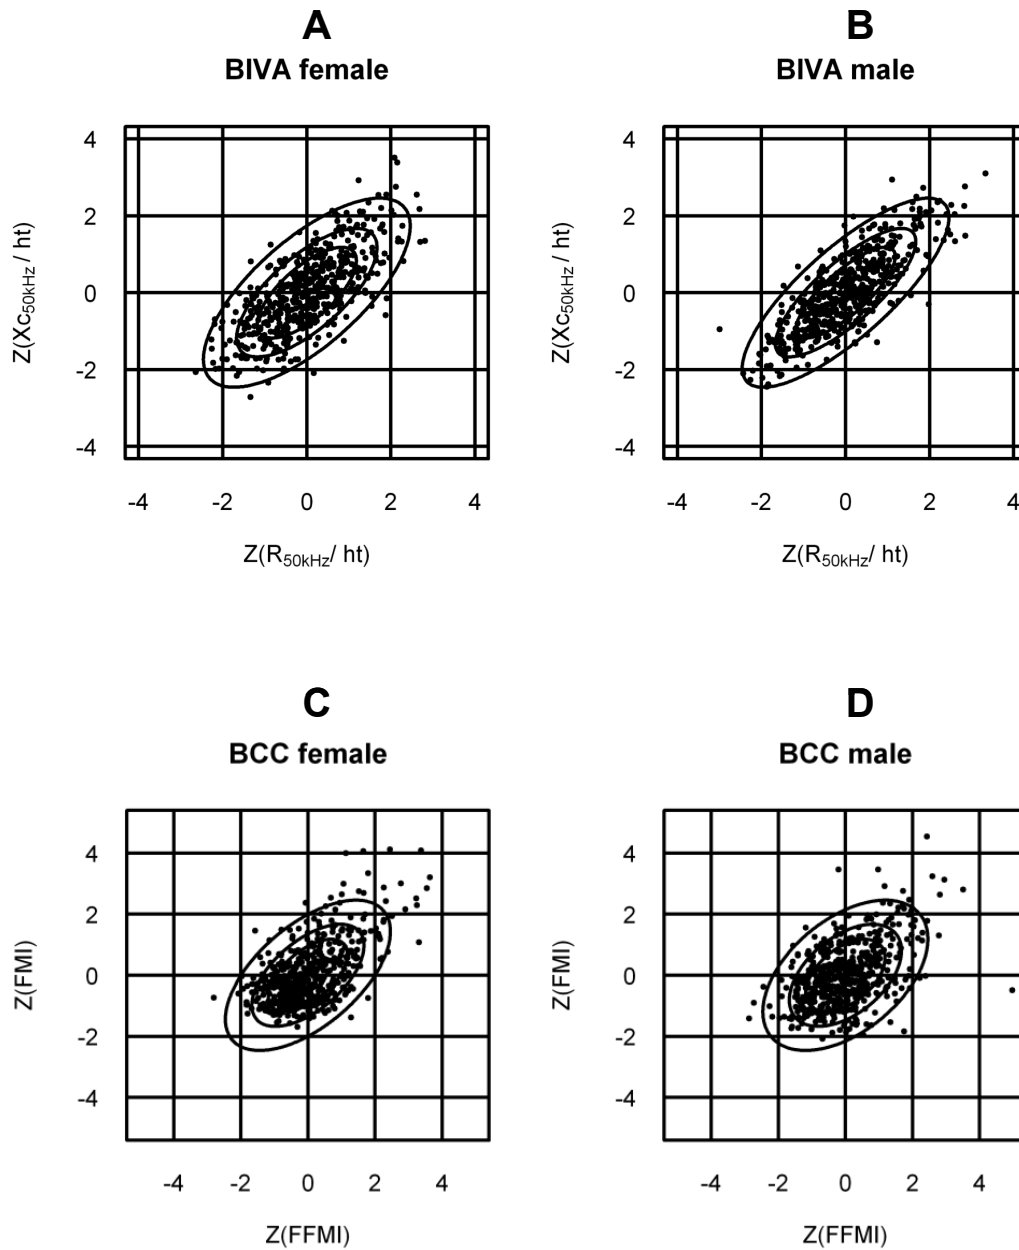 A
BIVA female
4
2
0
-2
-4
Z(Xc50kHz / ht)
-4 -2 0 2 4
Z(R50kHz/ ht)
B
BIVA male
4
2
0
-2
-4
Z(Xc50kHz / ht)
-4 -2 0 2 4
Z(R50kHz/ ht)
C
BCC female
4
2
0
-2
-4
Z(FMI)
-4 -2 0 2 4
Z(FFMI)
D
BCC male
4
2
0
-2
-4
Z(FMI)
-4 -2 0 2 4
Z(FFMI)